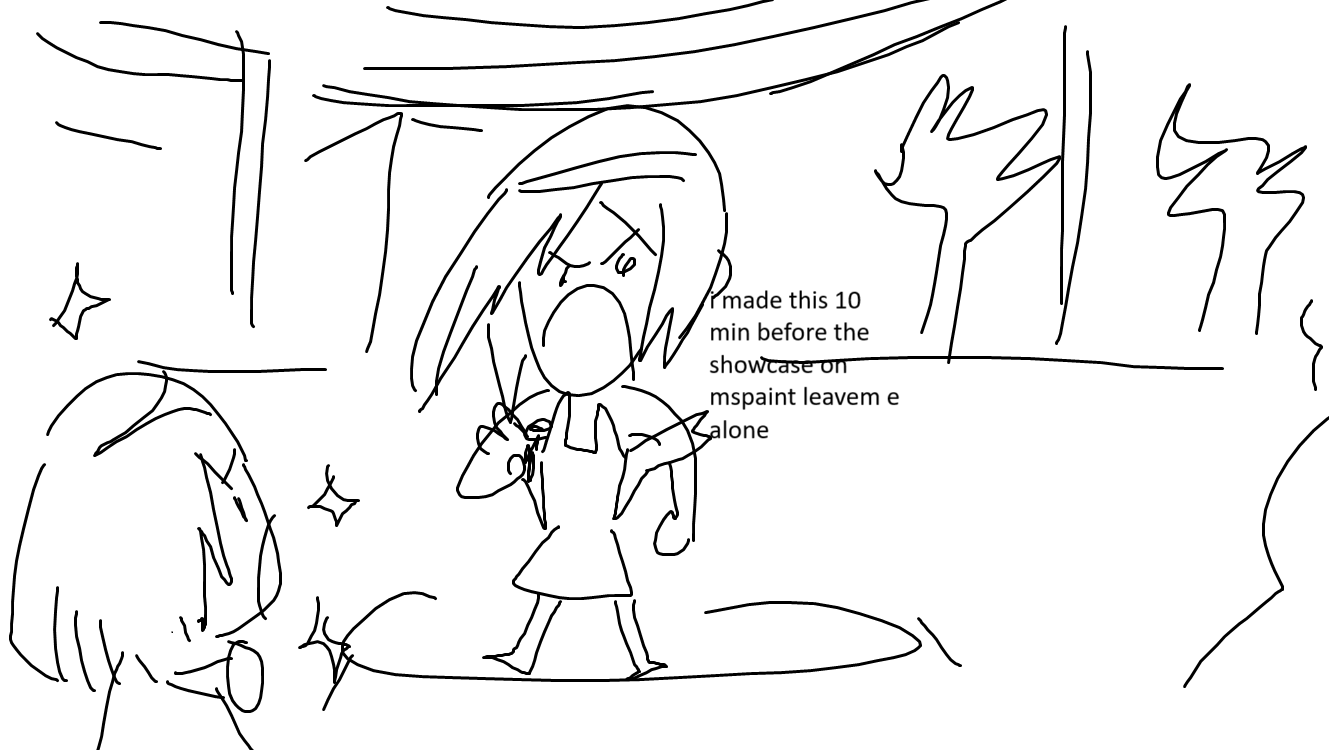 i made this 10
min before the
showcase on
mspaint leavem e
alone